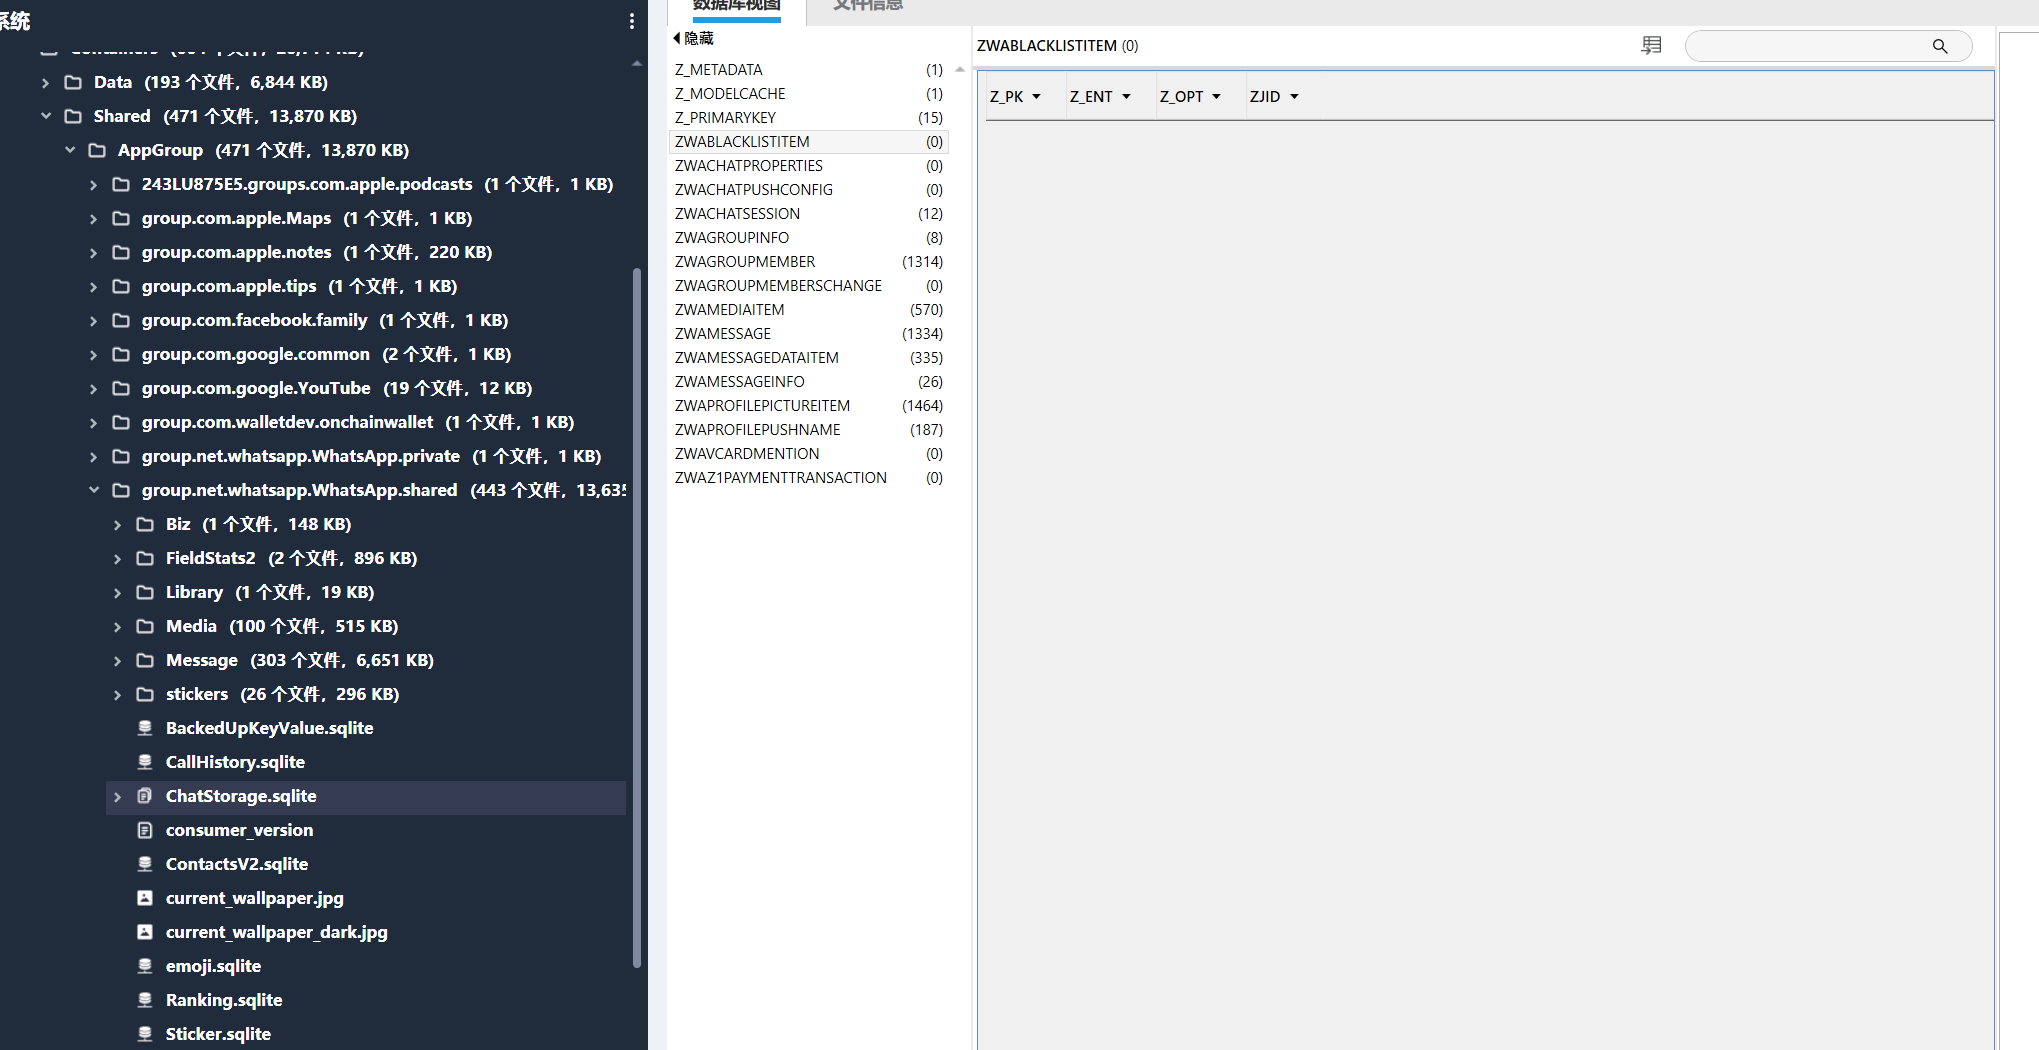 系统
Containers (664 个文件, 20,714 KB)
Data (193 个文件, 6,844 KB)
Shared (471 个文件, 13,870 KB)
AppGroup (471 个文件, 13,870 KB)
243LU875E5.groups.com.apple.podcasts (1 个文件, 1 KB)
group.com.apple.Maps (1 个文件, 1 KB)
group.com.apple.notes (1 个文件, 220 KB)
group.com.apple.tips (1 个文件, 1 KB)
group.com.facebook.family (1 个文件, 1 KB)
group.com.google.common (2 个文件, 1 KB)
group.com.google.YouTube (19 个文件, 12 KB)
group.com.walletdev.onchainwallet (1 个文件, 1 KB)
group.net.whatsapp.WhatsApp.private (1 个文件, 1 KB)
group.net.whatsapp.WhatsApp.shared (443 个文件, 13,635
Biz (1 个文件, 148 KB)
FieldStats2 (2 个文件, 896 KB)
Library (1 个文件, 19 KB)
Media (100 个文件, 515 KB)
Message (303 个文件, 6,651 KB)
stickers (26 个文件, 296 KB)
BackedUpKeyValue.sqlite
CallHistory.sqlite
ChatStorage.sqlite
consumer_version
ContactsV2.sqlite
current_wallpaper.jpg
current_wallpaper_dark.jpg
emoji.sqlite
Ranking.sqlite
Sticker.sqlite
数据库视图 文件信息
隐藏
Z_METADATA (1)
Z_MODELCACHE (1)
Z_PRIMARYKEY (15)
ZWABLACKLISTITEM (0)
ZWACHATPROPERTIES (0)
ZWACHATPUSHCONFIG (0)
ZWACHATSESSION (12)
ZWAGROUPINFO (8)
ZWAGROUPMEMBER (1314)
ZWAGROUPMEMBERSCHANGE (0)
ZWAMEDIAITEM (570)
ZWAMESSAGE (1334)
ZWAMESSAGEDATAITEM (335)
ZWAMESSAGEINFO (26)
ZWAPROFILEPICTUREITEM (1464)
ZWAPROFILEPUSHNAME (187)
ZWAVCARDMENTION (0)
ZWAZ1PAYMENTTRANSACTION (0)
ZWABLACKLISTITEM (0)
Z_PK Z_ENT Z_OPT ZJID